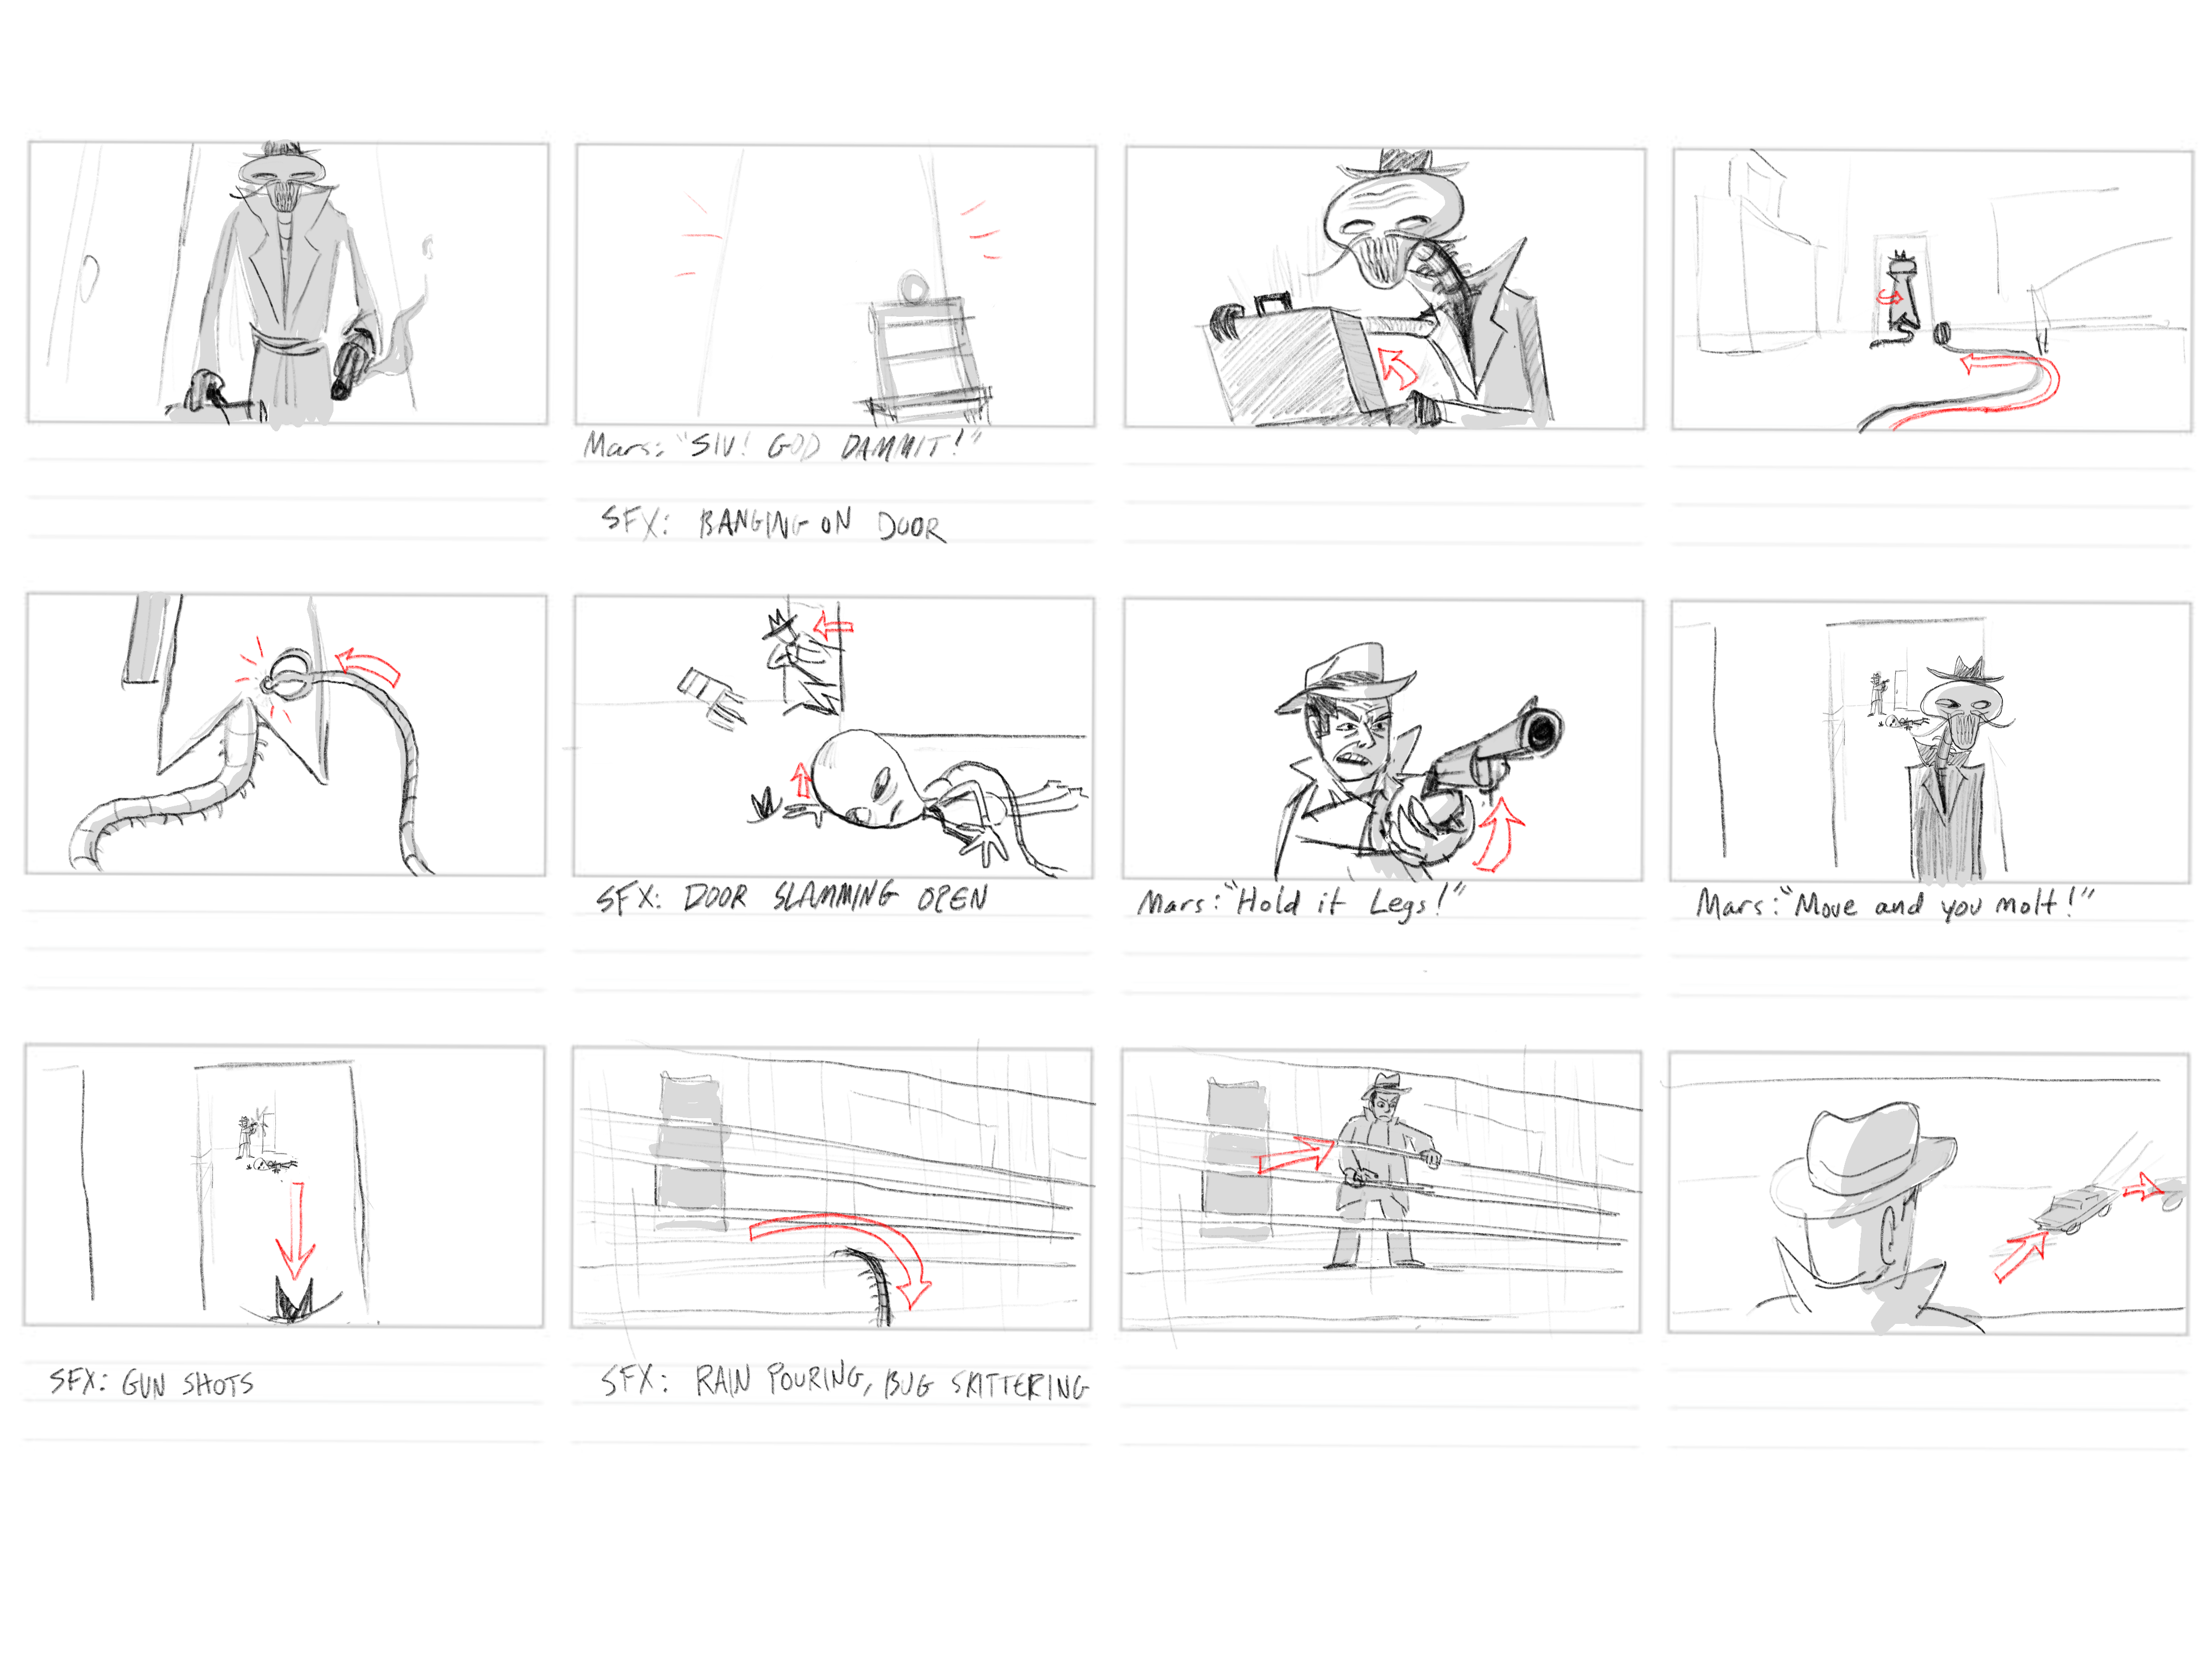 Mars: "SIV! GOD DAMMIT!"
SFX: BANGING ON DOOR
SFX: DOOR SLAMMING OPEN
Mars: "Hold it Legs!"
Mars: "Move and you molt!"
SFX: GUN SHOTS
SFX: RAIN POURING, BUG SKITTERING